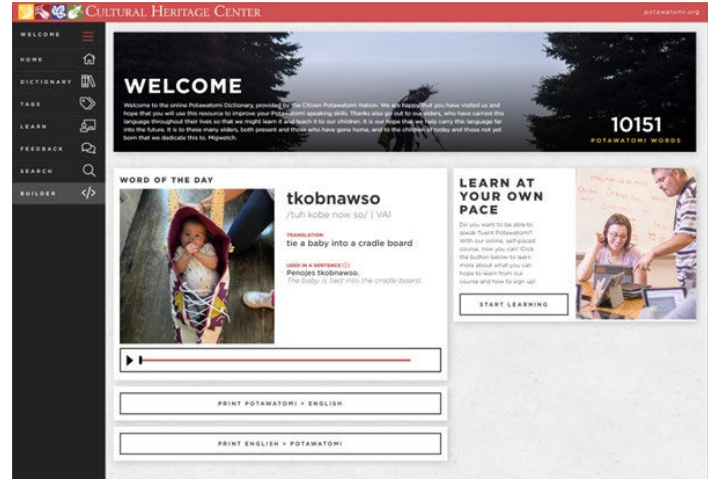 CULTURAL HERITAGE CENTER
potawatomi.org
WELCOME
HOME
DICTIONARY
TAGS
LEARN
FEEDBACK
SEARCH
BUILDER </>
WELCOME
Welcome to the online Potawatomi Dictionary, provided by the Citizen Potawatomi Nation. We are happy that you have visited us and
hope that you will use this resource to improve your Potawatomi speaking skills. Thanks also go out to our elders, who have carried this
language throughout their lives so that we might learn it and teach it to our children. It is our hope that we help carry this language far
into the future. It is to these many elders, both present and those who have gone home, and to the children of today and those not yet
born that we dedicate this to. Migwetch.
10151
POTAWATOMI WORDS
WORD OF THE DAY
tkobnawso
/tuh kobe now so/ | VAI
TRANSLATION
tie a baby into a cradle board
USED IN A SENTENCE
Penojes tkobnawso.
The baby is tied into the cradle board.
LEARN AT
YOUR OWN
PACE
Do you want to be able to
speak fluent Potawatomi?
With our online, self-paced
course, now you can! Click
the button below to learn
more about what you can
hope to learn from our
course and how to sign up!
START LEARNING
PRINT POTAWATOMI > ENGLISH
PRINT ENGLISH > POTAWATOMI